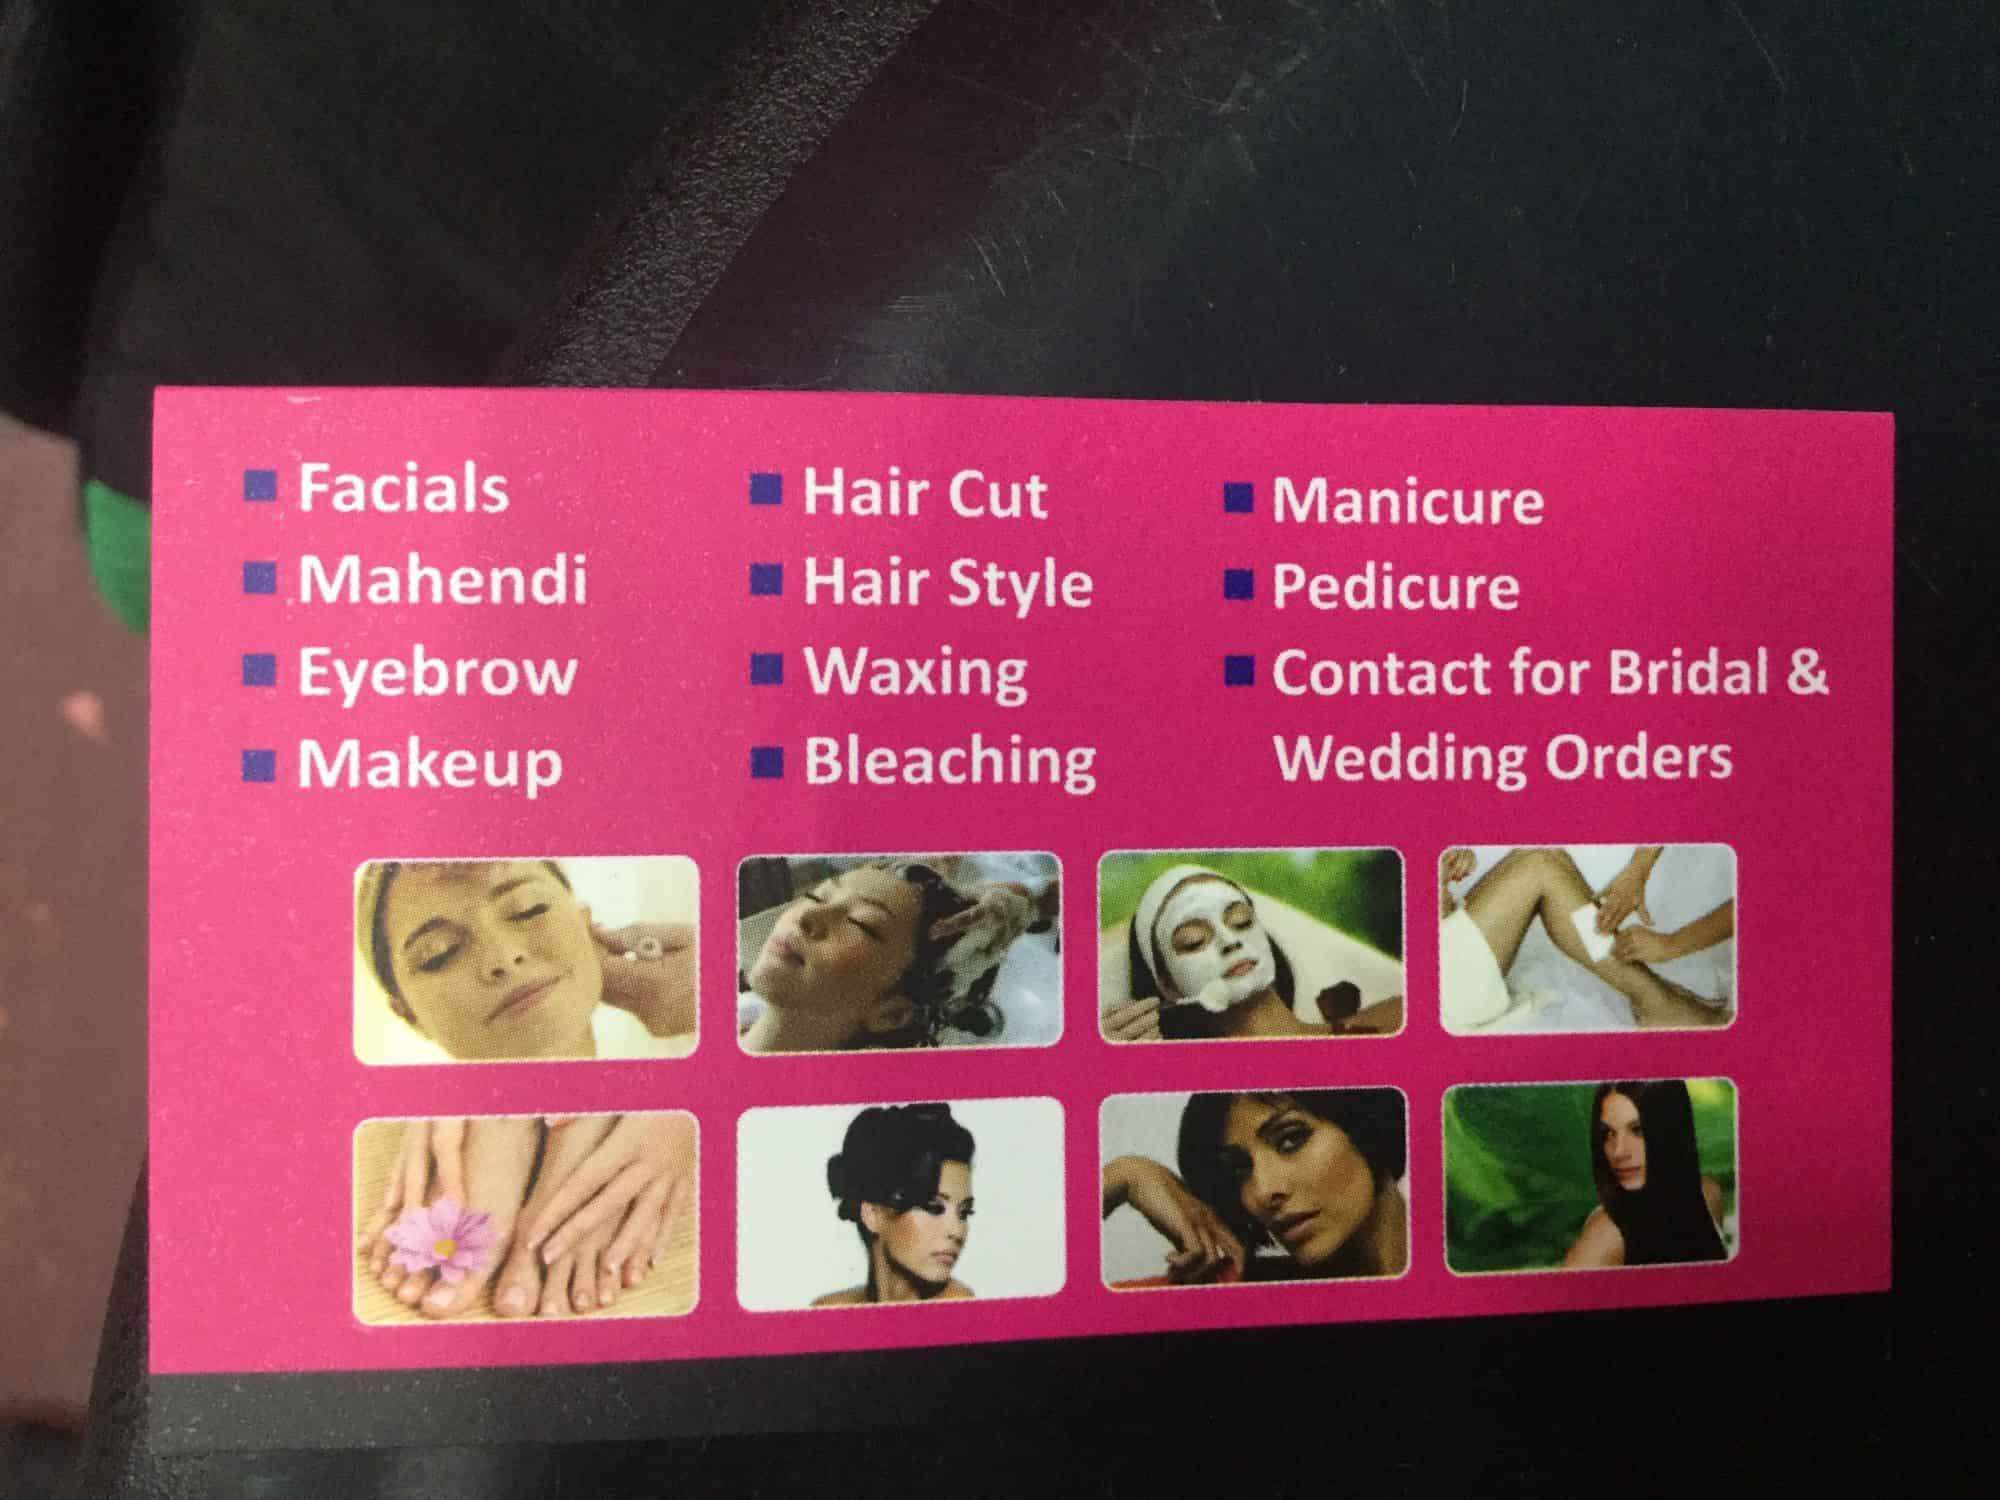 Facials
Mahendi
Eyebrow
Makeup
Hair Cut
Hair Style
Waxing
Bleaching
Manicure
Pedicure
Contact for Bridal &
Wedding Orders